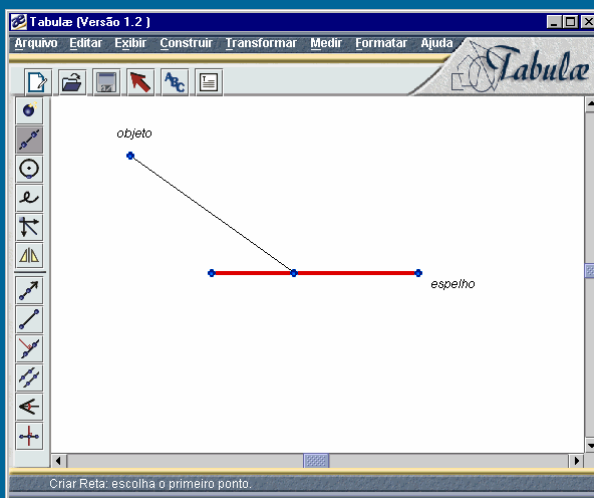 Tabulæ (Versão 1.2 )
Arquivo Editar Exibir Construir Transformar Medir Formatar Ajuda
Tabulæ
ABC
objeto
espelho
Criar Reta: escolha o primeiro ponto.